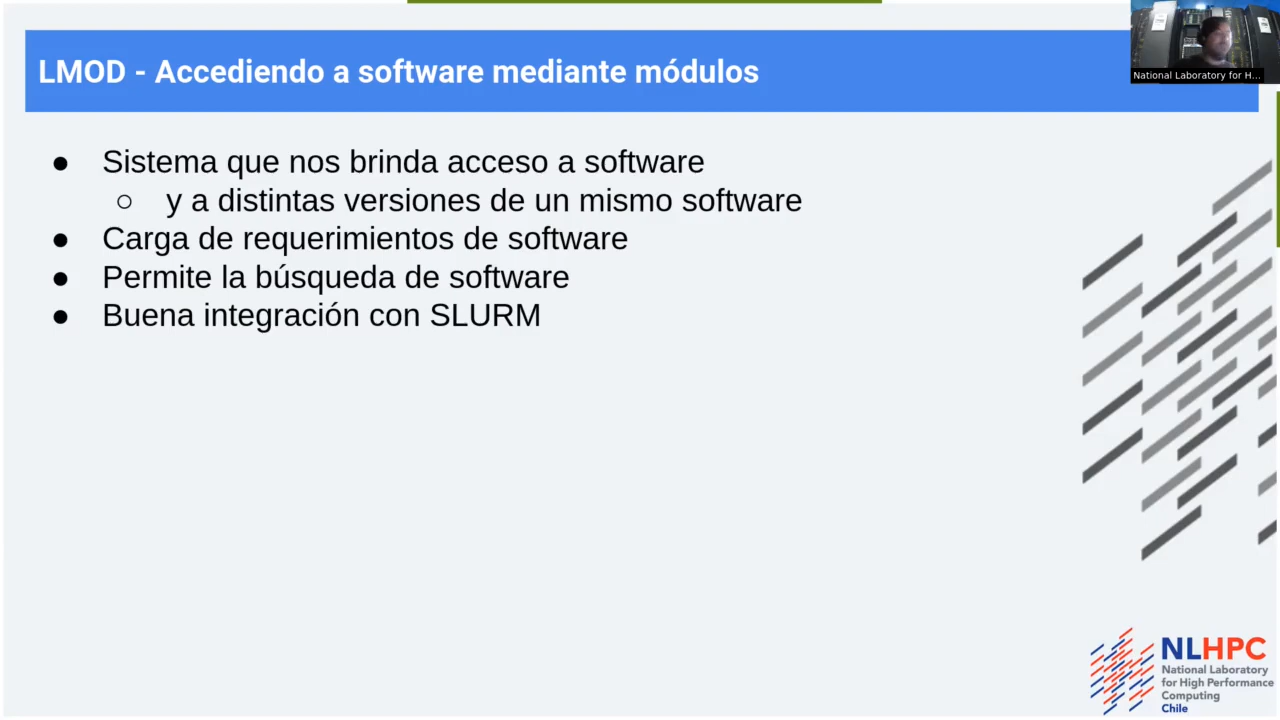 LMOD - Accediendo a software mediante módulos
National Laboratory for H...
● Sistema que nos brinda acceso a software
○ y a distintas versiones de un mismo software
● Carga de requerimientos de software
● Permite la búsqueda de software
● Buena integración con SLURM
NLHPC
National Laboratory
for High Performance
Computing
Chile